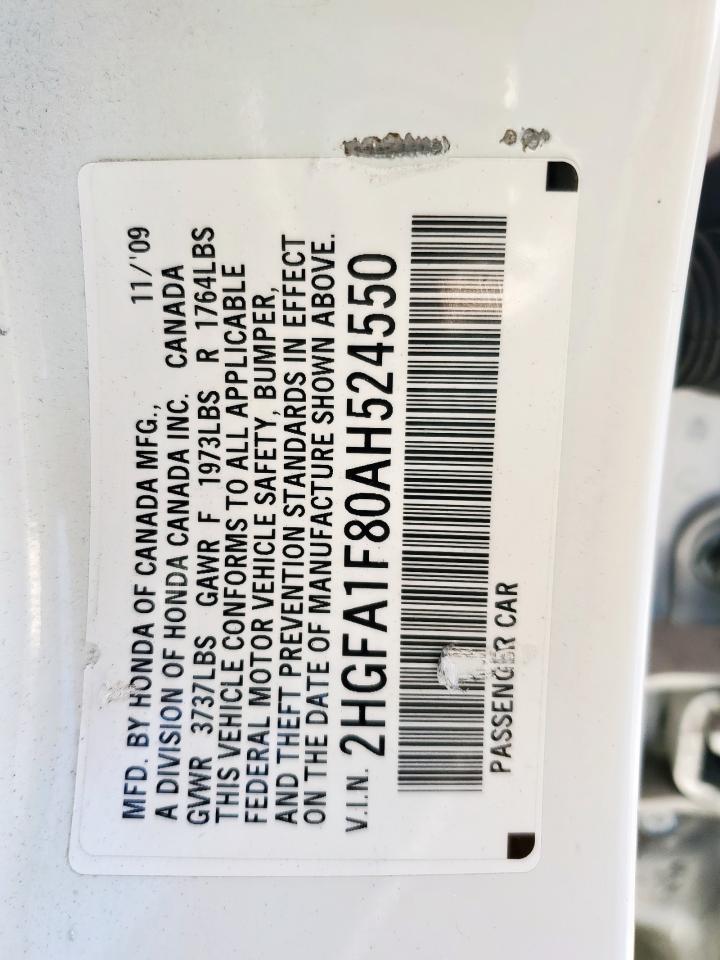 MFD. BY HONDA OF CANADA MFG., 11/'09
A DIVISION OF HONDA CANADA INC. CANADA
GVWR 3737LBS GAWR F 1973LBS R 1764LBS
THIS VEHICLE CONFORMS TO ALL APPLICABLE
FEDERAL MOTOR VEHICLE SAFETY, BUMPER,
AND THEFT PREVENTION STANDARDS IN EFFECT
ON THE DATE OF MANUFACTURE SHOWN ABOVE.
V.I.N. 2HGFA1F80AH524550
PASSENGER CAR